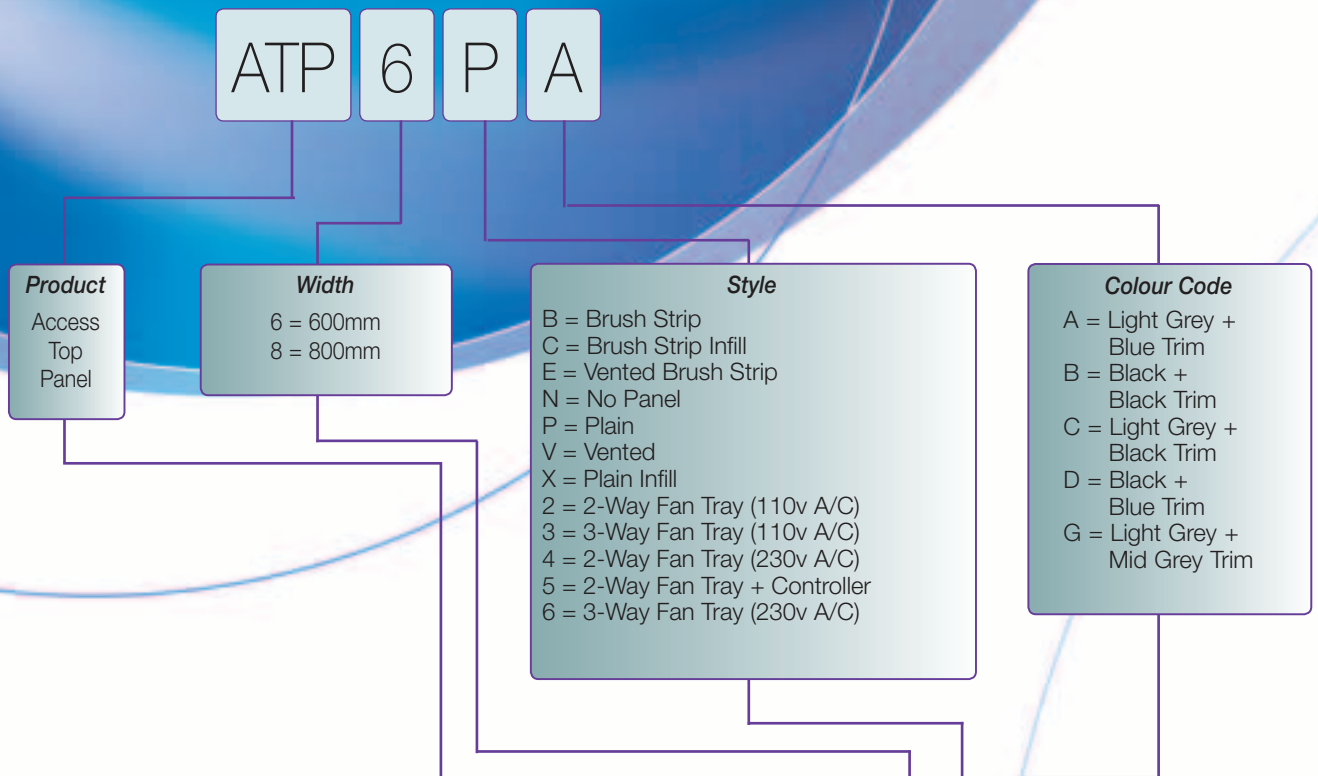 ATP 6 P A
Product
Access
Top
Panel
Width
6 = 600mm
8 = 800mm
Style
B = Brush Strip
C = Brush Strip Infill
E = Vented Brush Strip
N = No Panel
P = Plain
V = Vented
X = Plain Infill
2 = 2-Way Fan Tray (110v A/C)
3 = 3-Way Fan Tray (110v A/C)
4 = 2-Way Fan Tray (230v A/C)
5 = 2-Way Fan Tray + Controller
6 = 3-Way Fan Tray (230v A/C)
Colour Code
A = Light Grey +
Blue Trim
B = Black +
Black Trim
C = Light Grey +
Black Trim
D = Black +
Blue Trim
G = Light Grey +
Mid Grey Trim